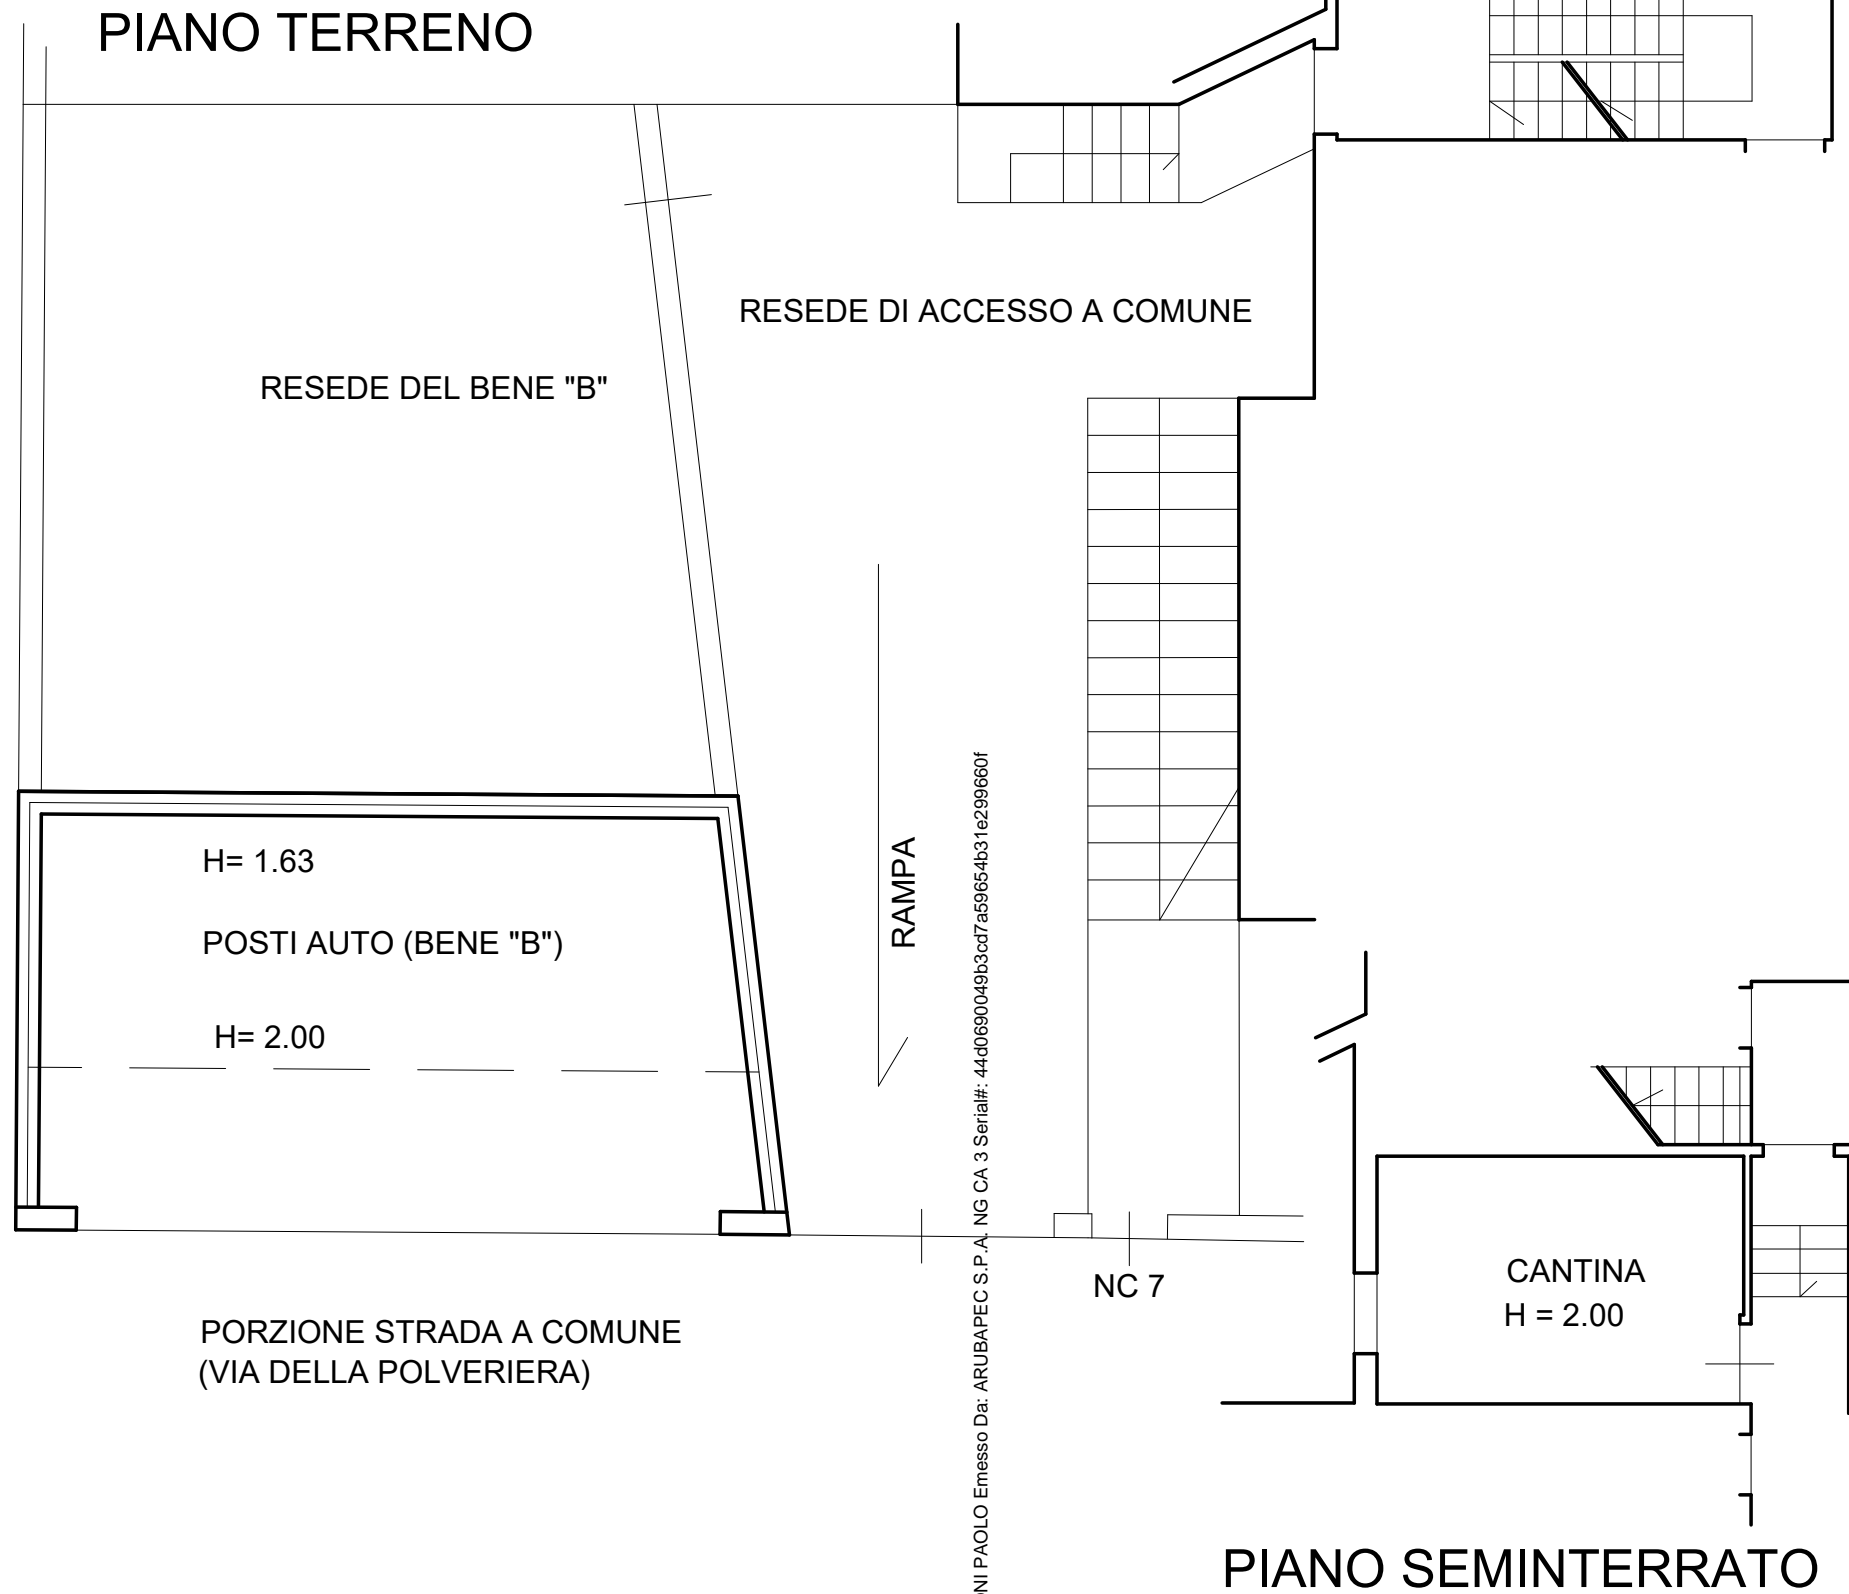 PIANO TERRENO
RESEDE DI ACCESSO A COMUNE
RESEDE DEL BENE "B"
H= 1.63
POSTI AUTO (BENE "B")
H= 2.00
RAMPA
PAOLO Emesso Da: ARUBAPEC S.P.A. NG CA 3 Serial#: 44d0690049b3cd7a59654b31e299660f
NC 7
CANTINA
H = 2.00
PORZIONE STRADA A COMUNE
(VIA DELLA POLVERIERA)
PIANO SEMINTERRATO